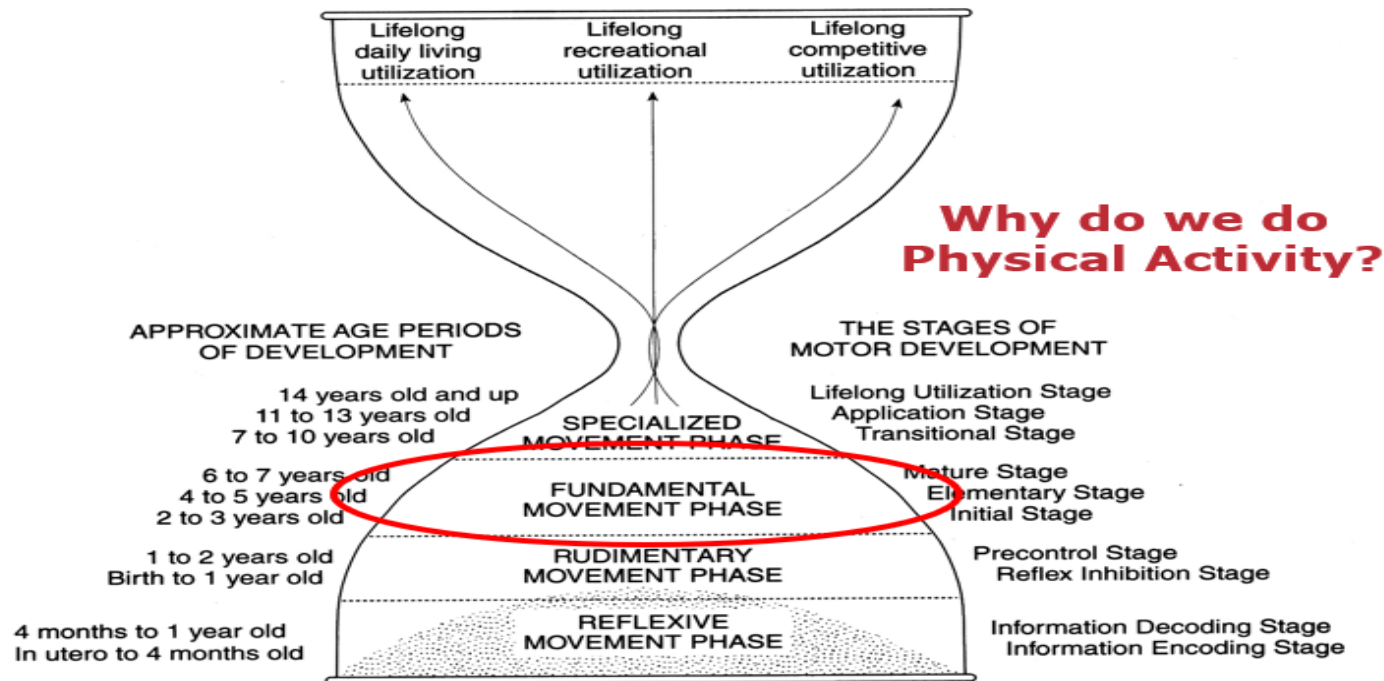 Lifelong
daily living
utilization
Lifelong
recreational
utilization
Lifelong
competitive
utilization
Why do we do
Physical Activity?
APPROXIMATE AGE PERIODS
OF DEVELOPMENT
THE STAGES OF
MOTOR DEVELOPMENT
14 years old and up
11 to 13 years old
7 to 10 years old
SPECIALIZED
MOVEMENT PHASE
Lifelong Utilization Stage
Application Stage
Transitional Stage
6 to 7 years old
4 to 5 years old
2 to 3 years old
FUNDAMENTAL
MOVEMENT PHASE
Mature Stage
Elementary Stage
Initial Stage
1 to 2 years old
Birth to 1 year old
RUDIMENTARY
MOVEMENT PHASE
Precontrol Stage
Reflex Inhibition Stage
4 months to 1 year old
In utero to 4 months old
REFLEXIVE
MOVEMENT PHASE
Information Decoding Stage
Information Encoding Stage